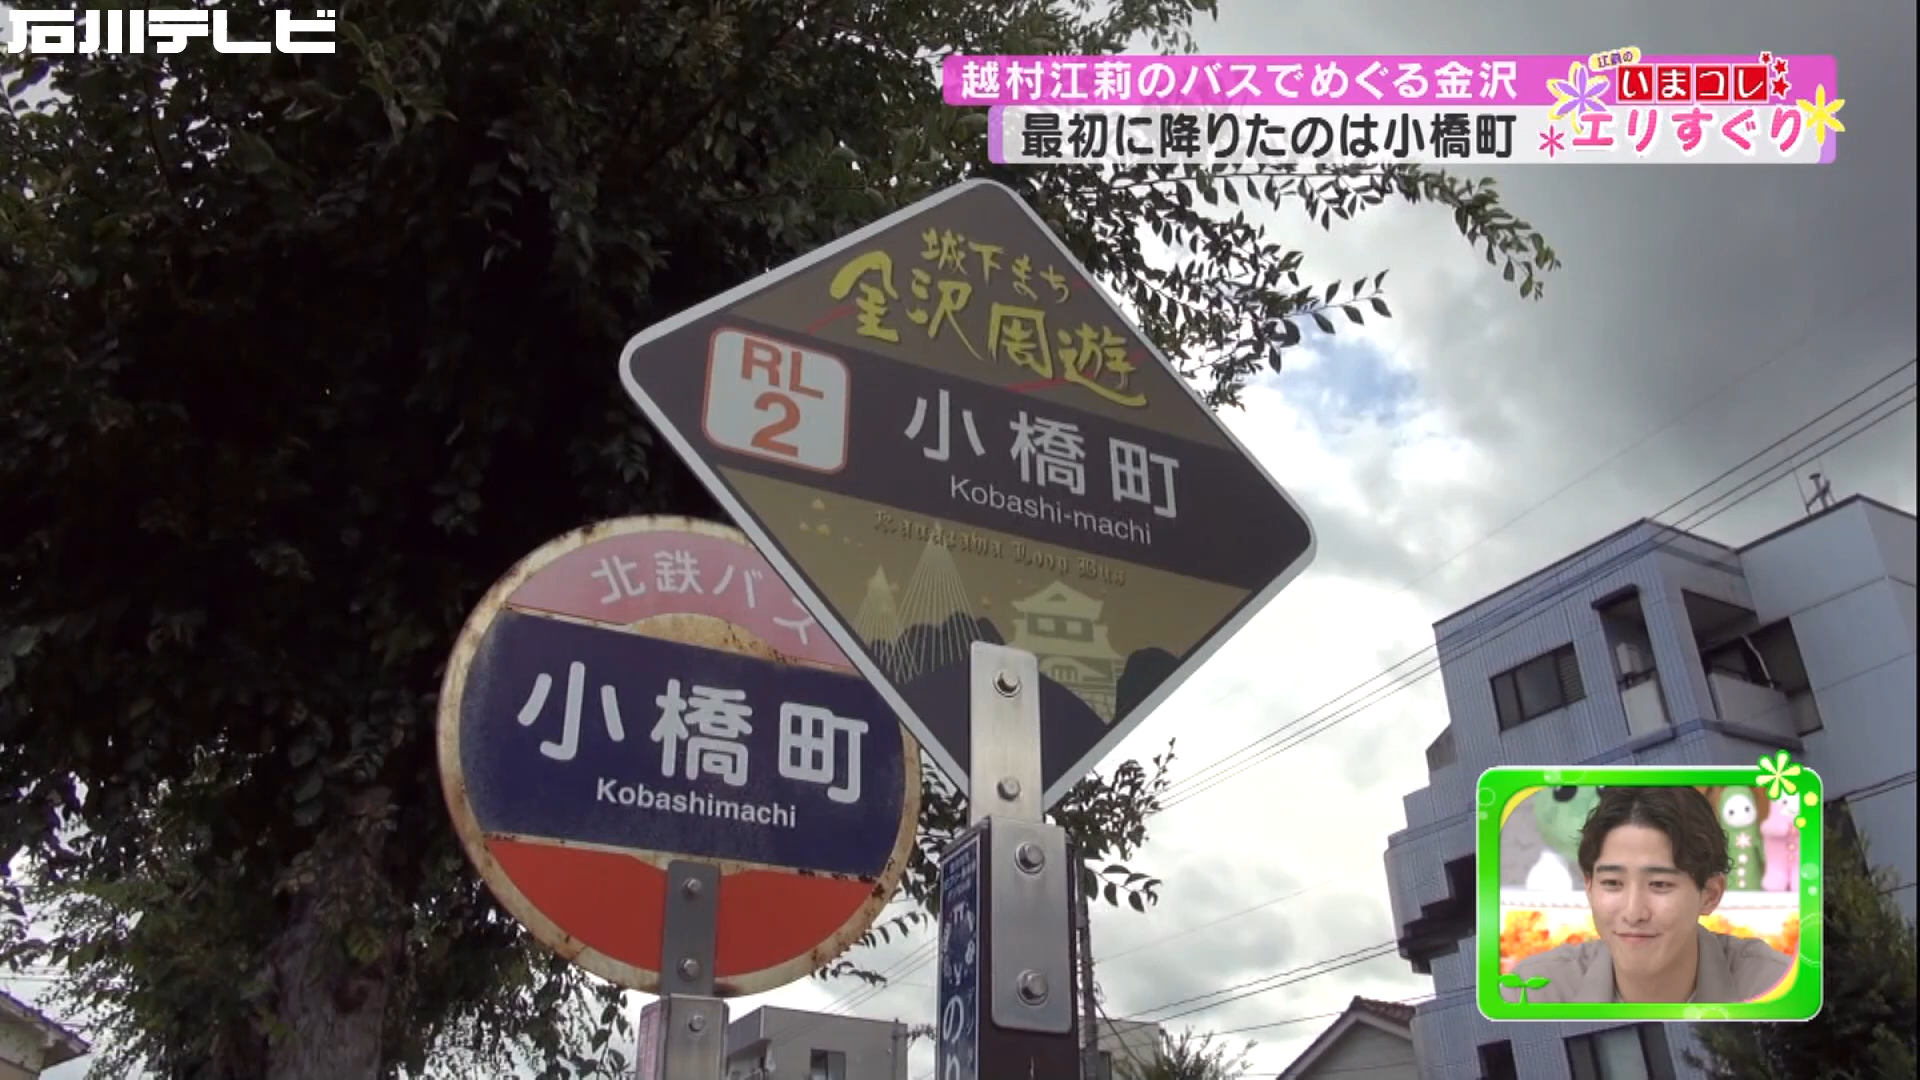 石川テレビ
越村江莉のバスでめぐる金沢
最初に降りたのは小橋町
江莉の
いまコレ
エリすぐり
城下まち
金沢周遊
RL
2
小橋町
Kobashi-machi
Kanazawa Loop Bus
北鉄バス
小橋町
Kobashimachi